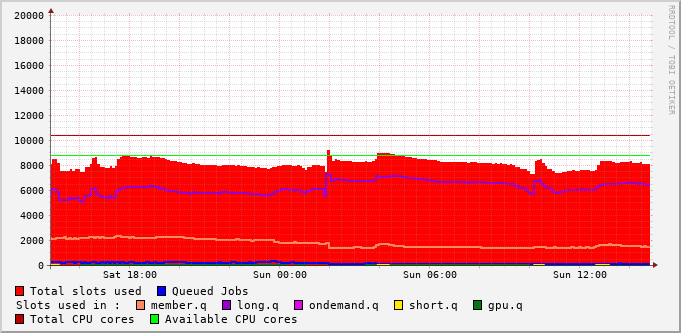 RRDTOOL / TOBI OETIKER
20000
18000
16000
14000
12000
10000
8000
6000
4000
2000
0
Sat 18:00 Sun 00:00 Sun 06:00 Sun 12:00
Total slots used Queued Jobs
Slots used in : member.q long.q ondemand.q short.q gpu.q
Total CPU cores Available CPU cores